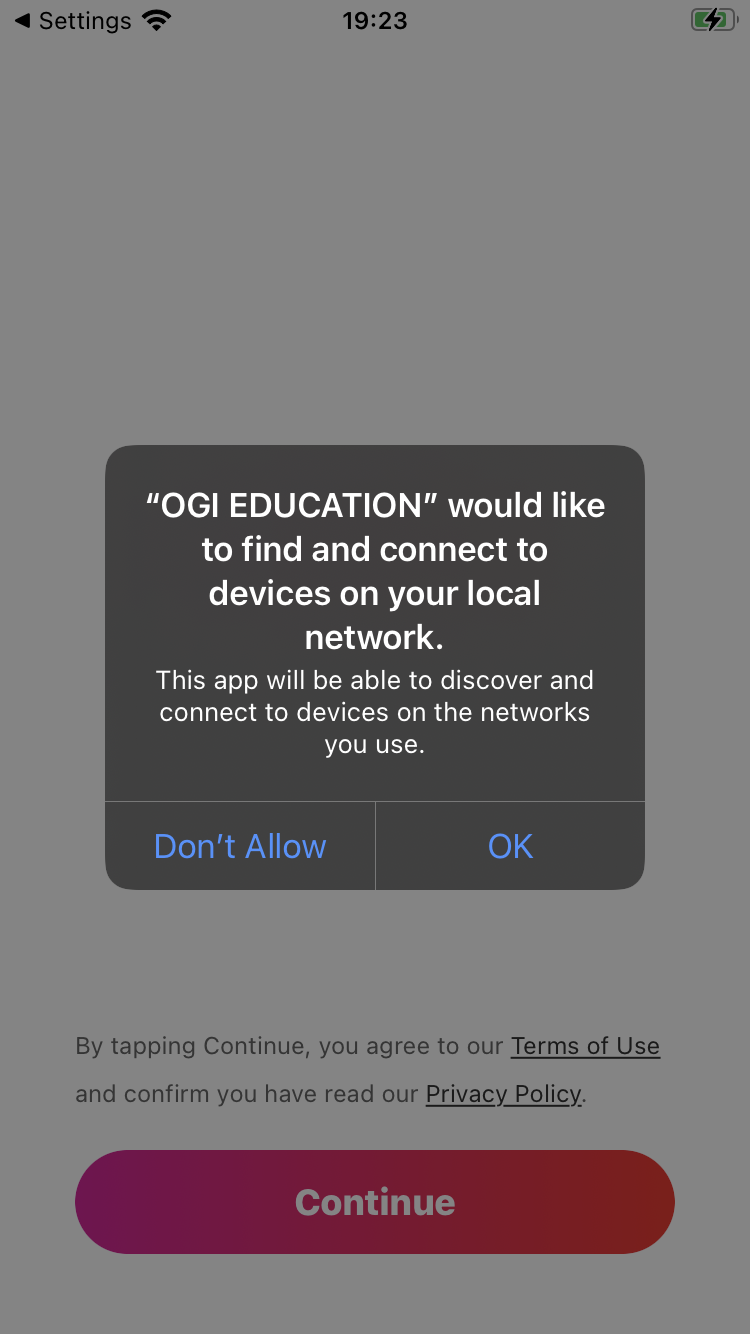 Settings
19:23
“OGI EDUCATION” would like
to find and connect to
devices on your local
network.
This app will be able to discover and
connect to devices on the networks
you use.
Don’t Allow
OK
By tapping Continue, you agree to our Terms of Use
and confirm you have read our Privacy Policy.
Continue